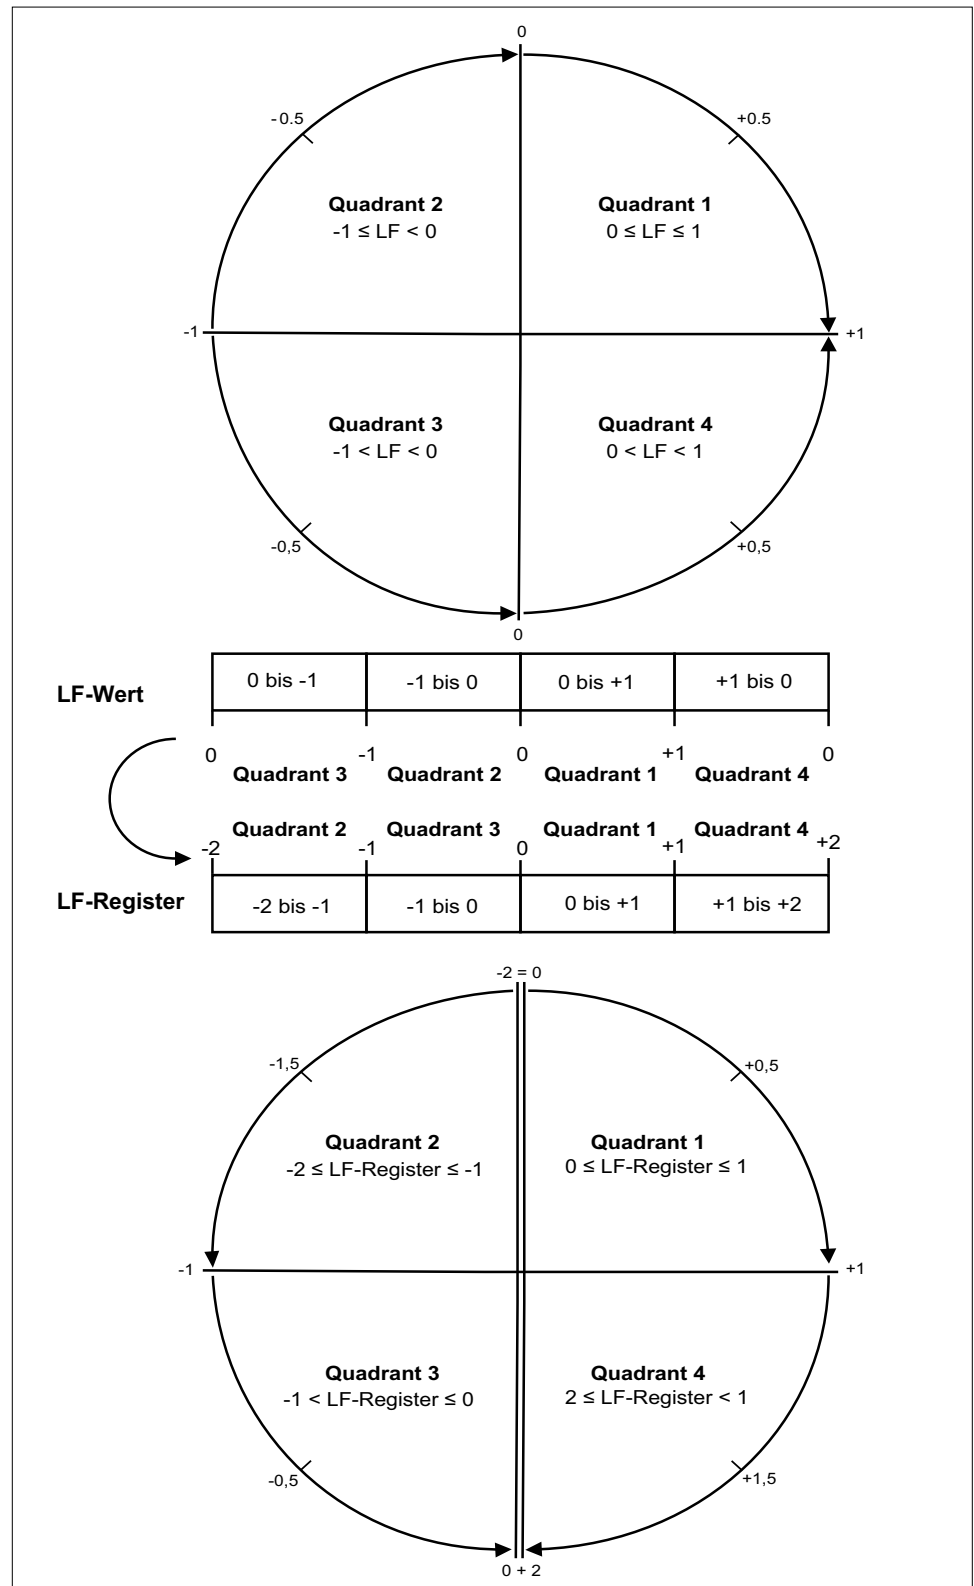 0
- 0.5
+0.5
Quadrant 2
-1 ≤ LF < 0
Quadrant 1
0 ≤ LF ≤ 1
-1
+1
Quadrant 3
-1 < LF < 0
Quadrant 4
0 < LF < 1
-0,5
+0,5
0
LF-Wert
0 bis -1
-1 bis 0
0 bis +1
+1 bis 0
0
-1
0
+1
0
Quadrant 3
Quadrant 2
Quadrant 1
Quadrant 4
Quadrant 2
Quadrant 3
Quadrant 1
Quadrant 4
-2
-1
0
+1
+2
LF-Register
-2 bis -1
-1 bis 0
0 bis +1
+1 bis +2
-2 = 0
-1,5
+0,5
Quadrant 2
-2 ≤ LF-Register ≤ -1
Quadrant 1
0 ≤ LF-Register ≤ 1
-1
+1
Quadrant 3
-1 < LF-Register ≤ 0
Quadrant 4
2 ≤ LF-Register < 1
-0,5
+1,5
0 + 2